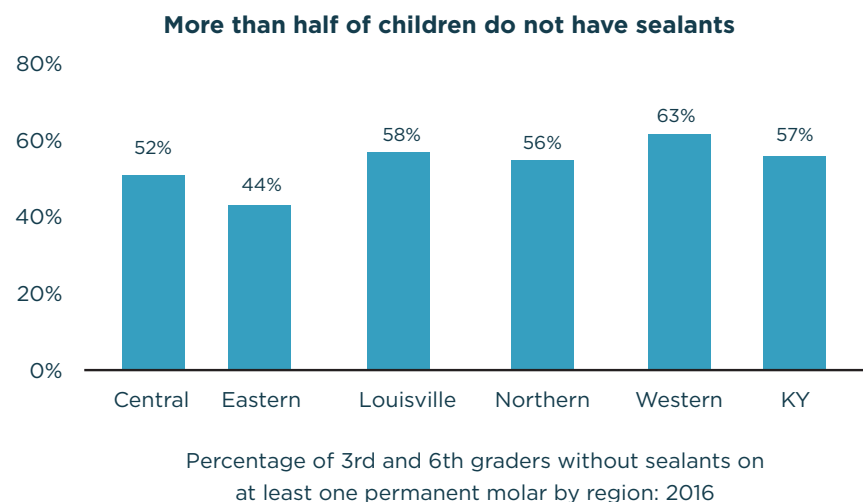 More than half of children do not have sealants
80%
60%
40%
20%
0%
52%
44%
58%
56%
63%
57%
Central
Eastern
Louisville
Northern
Western
KY
Percentage of 3rd and 6th graders without sealants on
at least one permanent molar by region: 2016